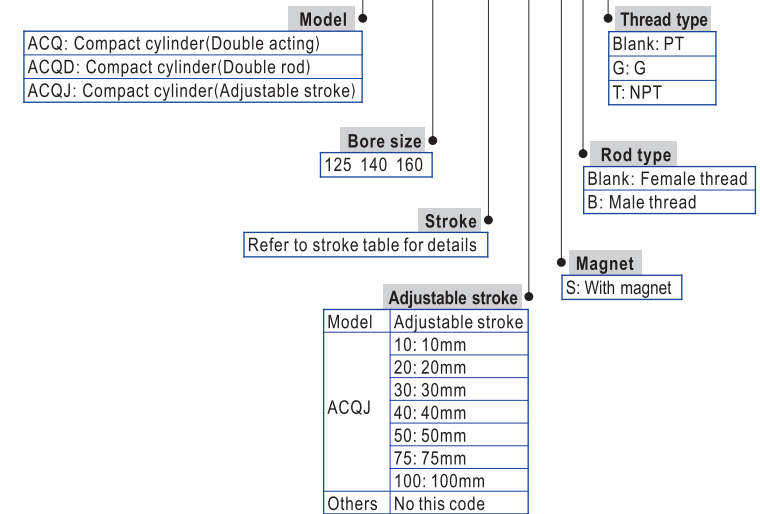 Model
ACQ: Compact cylinder(Double acting)
ACQD: Compact cylinder(Double rod)
ACQJ: Compact cylinder(Adjustable stroke)
Thread type
Blank: PT
G: G
T: NPT
Bore size
125 140 160
Rod type
Blank: Female thread
B: Male thread
Stroke
Refer to stroke table for details
Magnet
S: With magnet
Adjustable stroke
Model Adjustable stroke
ACQJ
10: 10mm
20: 20mm
30: 30mm
40: 40mm
50: 50mm
75: 75mm
100: 100mm
Others No this code